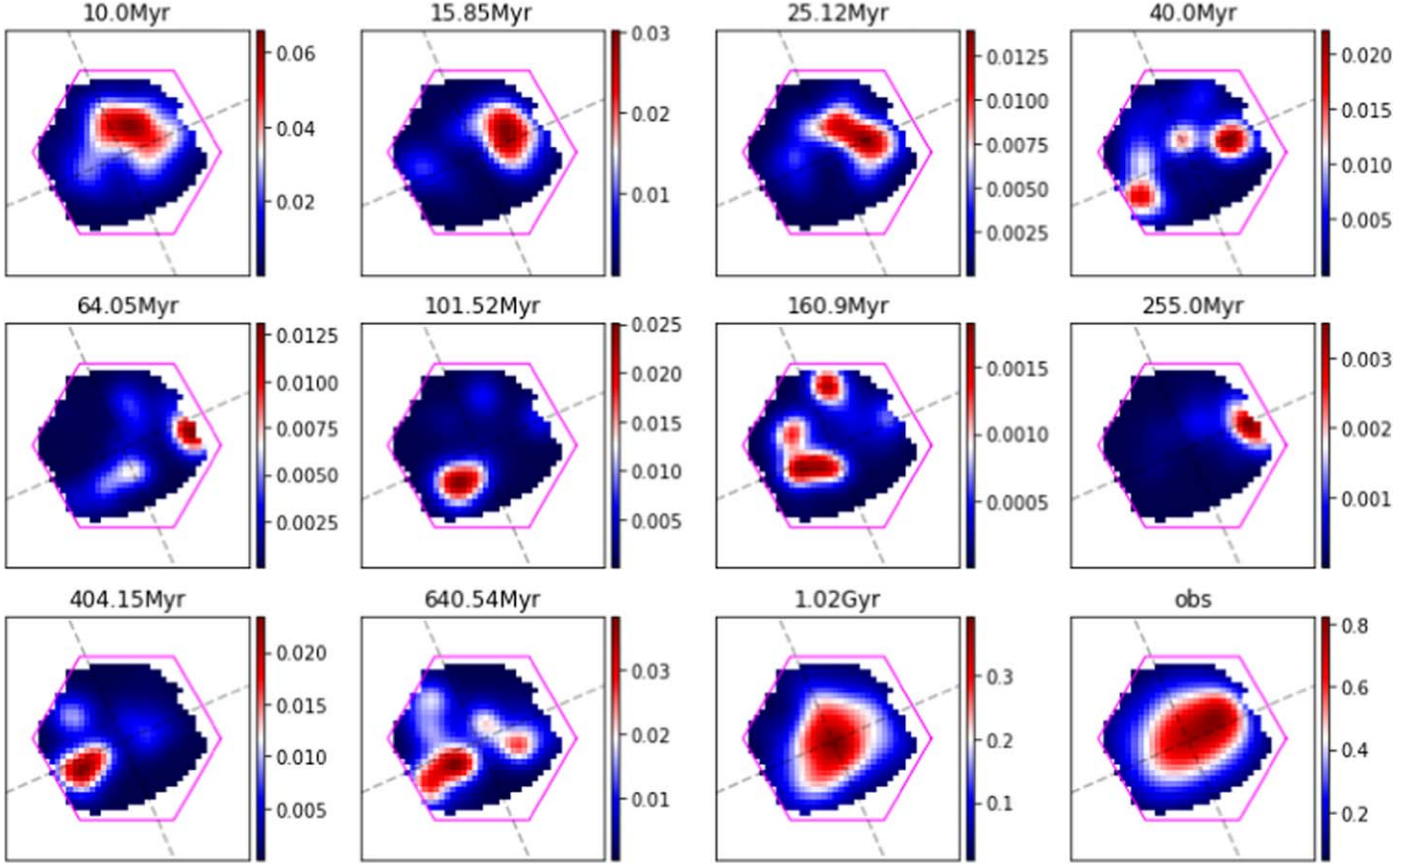 10.0Myr 15.85Myr 25.12Myr 40.0Myr
0.06 0.03 0.0125 0.020
0.04 0.02 0.0100 0.015
0.02 0.01 0.0075 0.010
0.0050 0.005
0.0025
64.05Myr 101.52Myr 160.9Myr 255.0Myr
0.0125 0.025 0.0015 0.003
0.0100 0.020 0.0010 0.002
0.0075 0.015 0.0005 0.001
0.0050 0.010
0.0025 0.005
404.15Myr 640.54Myr 1.02Gyr obs
0.020 0.03 0.3 0.8
0.015 0.02 0.2 0.6
0.010 0.01 0.1 0.4
0.005 0.2